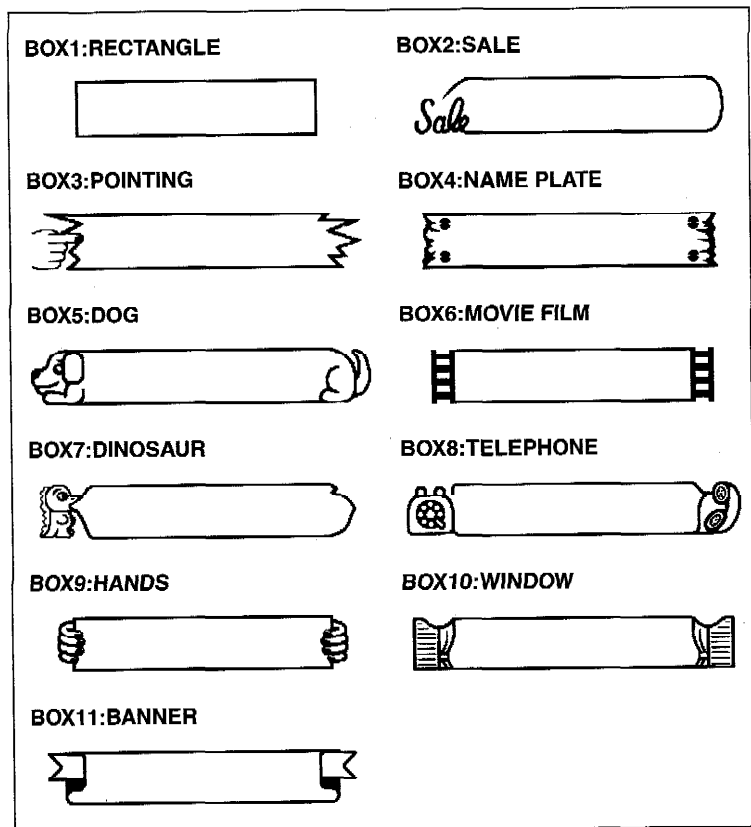 BOX1:RECTANGLE
BOX2:SALE
Sale
BOX3:POINTING
BOX4:NAME PLATE
BOX5:DOG
BOX6:MOVIE FILM
BOX7:DINOSAUR
BOX8:TELEPHONE
BOX9:HANDS
BOX10:WINDOW
BOX11:BANNER